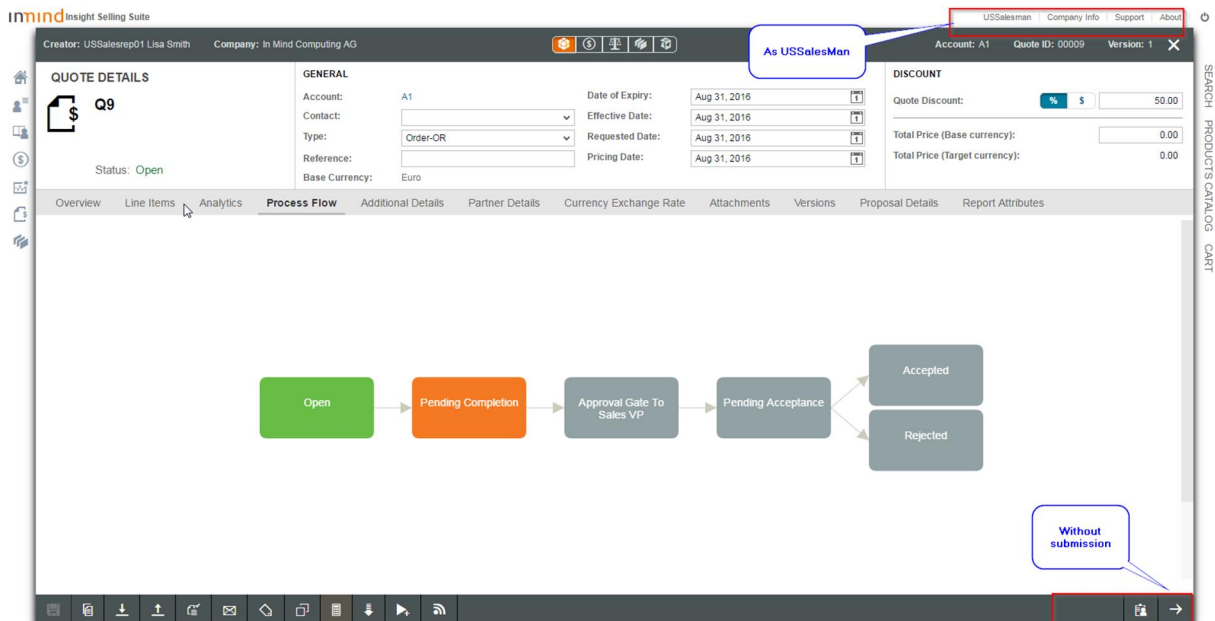 inmind Insight Selling Suite
USSalesman | Company Info | Support | About
Creator: USSalesrep01 Lisa Smith Company: In Mind Computing AG
As USSalesMan
Account: A1 Quote ID: 00009 Version: 1 X
QUOTE DETAILS
Q9
Status: Open
GENERAL
Account: A1
Contact:
Type: Order-OR
Reference:
Base Currency: Euro
Date of Expiry: Aug 31, 2016
Effective Date: Aug 31, 2016
Requested Date: Aug 31, 2016
Pricing Date: Aug 31, 2016
DISCOUNT
Quote Discount: % $ 50.00
Total Price (Base currency): 0.00
Total Price (Target currency): 0.00
SEARCH PRODUCTS CATALOG CART
Overview Line Items Analytics Process Flow Additional Details Partner Details Currency Exchange Rate Attachments Versions Proposal Details Report Attributes
Open
Pending Completion
Approval Gate To
Sales VP
Pending Acceptance
Accepted
Rejected
Without
submission